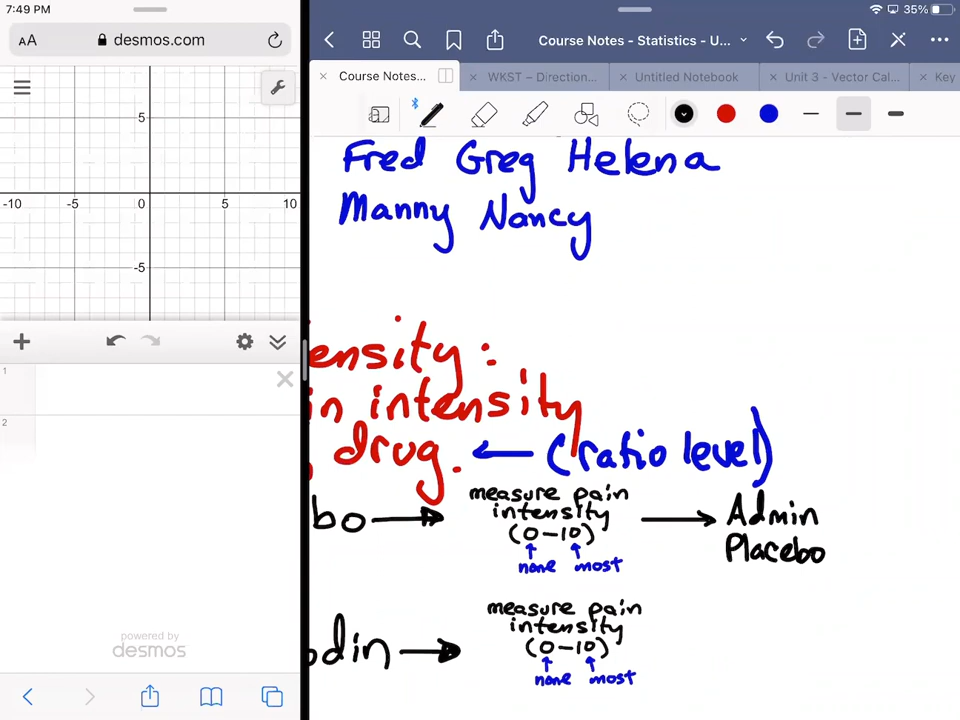 7:49 PM
35%
AA desmos.com
Course Notes - Statistics - U...
Course Notes...
WKST – Direction...
Untitled Notebook
Unit 3 - Vector Cal...
Key
5
-10 -5 0 5 10
-5
1
2
powered by
desmos
Fred Greg Helena
Manny Nancy
ensity:
in intensity
drug. ← (ratio level)
bo → measure pain
intensity
(0-10)
none most
→ Admin
Placebo
odin → measure pain
intensity
(0-10)
none most